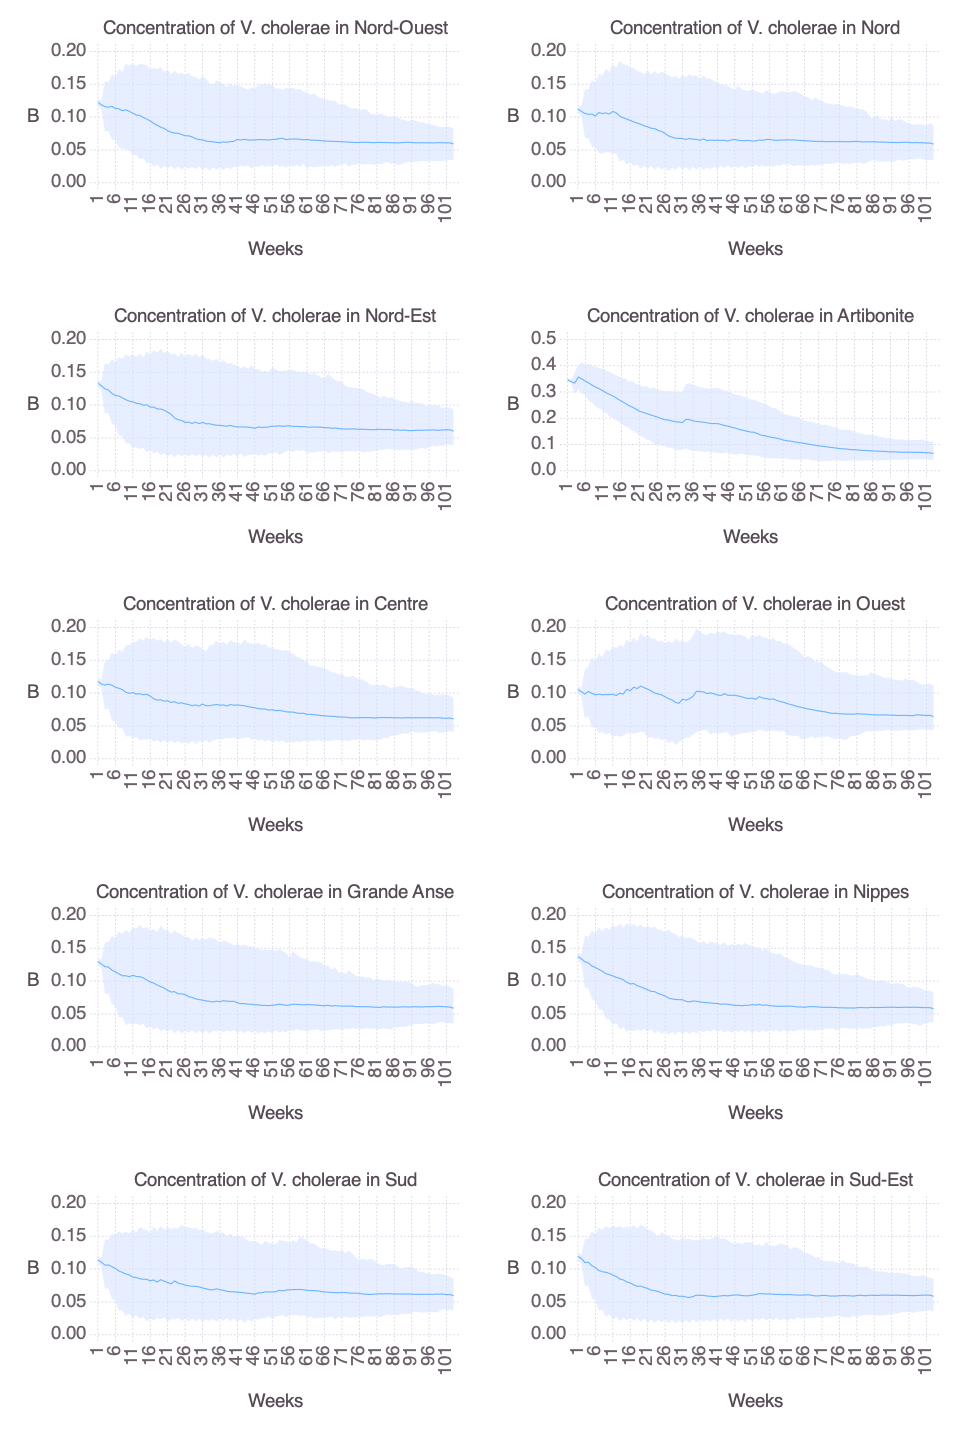 Concentration of V. cholerae in Nord-Ouest
0.20
0.15
0.10
0.05
0.00
B
1 6 11 16 21 26 31 36 41 46 51 56 61 66 71 76 81 86 91 96 101
Weeks
Concentration of V. cholerae in Nord
0.20
0.15
0.10
0.05
0.00
B
1 6 11 16 21 26 31 36 41 46 51 56 61 66 71 76 81 86 91 96 101
Weeks
Concentration of V. cholerae in Nord-Est
0.20
0.15
0.10
0.05
0.00
B
1 6 11 16 21 26 31 36 41 46 51 56 61 66 71 76 81 86 91 96 101
Weeks
Concentration of V. cholerae in Artibonite
0.5
0.4
0.3
0.2
0.1
0.0
B
1 6 11 16 21 26 31 36 41 46 51 56 61 66 71 76 81 86 91 96 101
Weeks
Concentration of V. cholerae in Centre
0.20
0.15
0.10
0.05
0.00
B
1 6 11 16 21 26 31 36 41 46 51 56 61 66 71 76 81 86 91 96 101
Weeks
Concentration of V. cholerae in Ouest
0.20
0.15
0.10
0.05
0.00
B
1 6 11 16 21 26 31 36 41 46 51 56 61 66 71 76 81 86 91 96 101
Weeks
Concentration of V. cholerae in Grande Anse
0.20
0.15
0.10
0.05
0.00
B
1 6 11 16 21 26 31 36 41 46 51 56 61 66 71 76 81 86 91 96 101
Weeks
Concentration of V. cholerae in Nippes
0.20
0.15
0.10
0.05
0.00
B
1 6 11 16 21 26 31 36 41 46 51 56 61 66 71 76 81 86 91 96 101
Weeks
Concentration of V. cholerae in Sud
0.20
0.15
0.10
0.05
0.00
B
1 6 11 16 21 26 31 36 41 46 51 56 61 66 71 76 81 86 91 96 101
Weeks
Concentration of V. cholerae in Sud-Est
0.20
0.15
0.10
0.05
0.00
B
1 6 11 16 21 26 31 36 41 46 51 56 61 66 71 76 81 86 91 96 101
Weeks